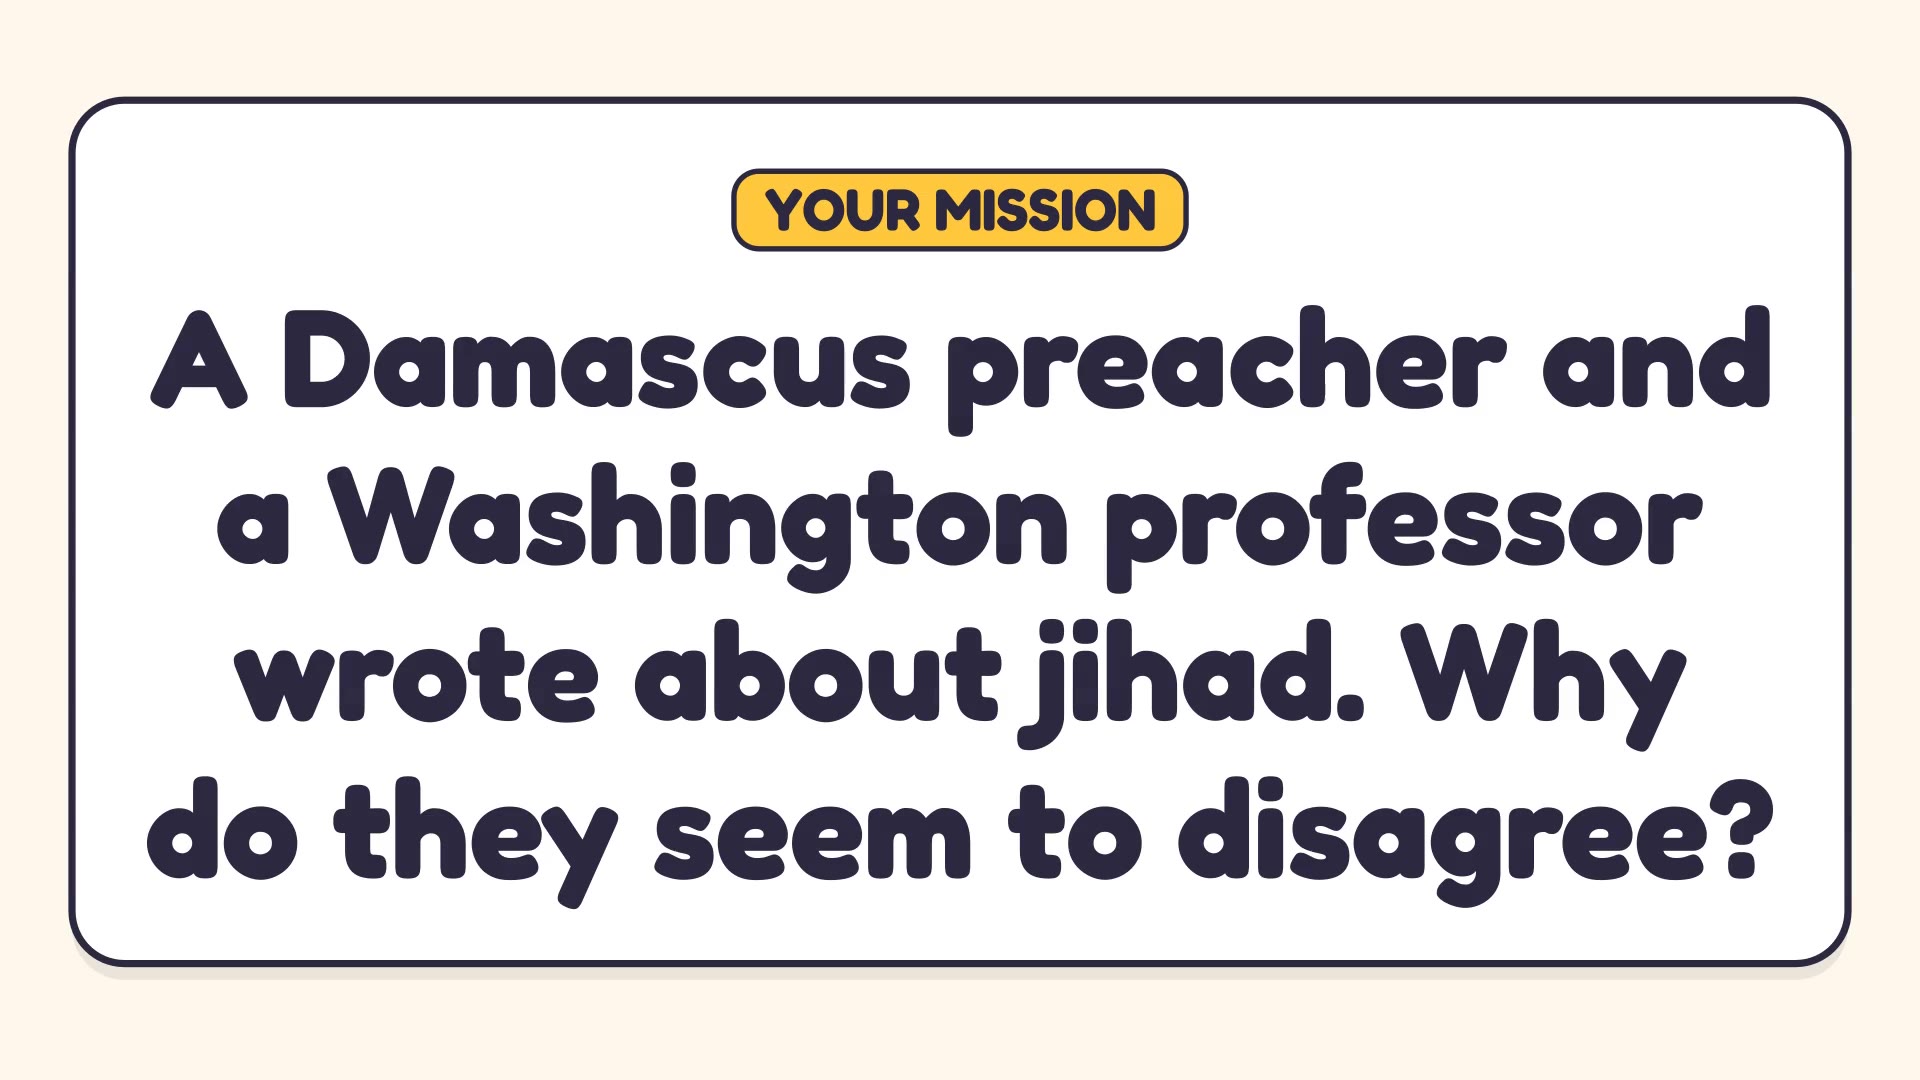 YOUR MISSION
A Damascus preacher and
a Washington professor
wrote about jihad. Why
do they seem to disagree?